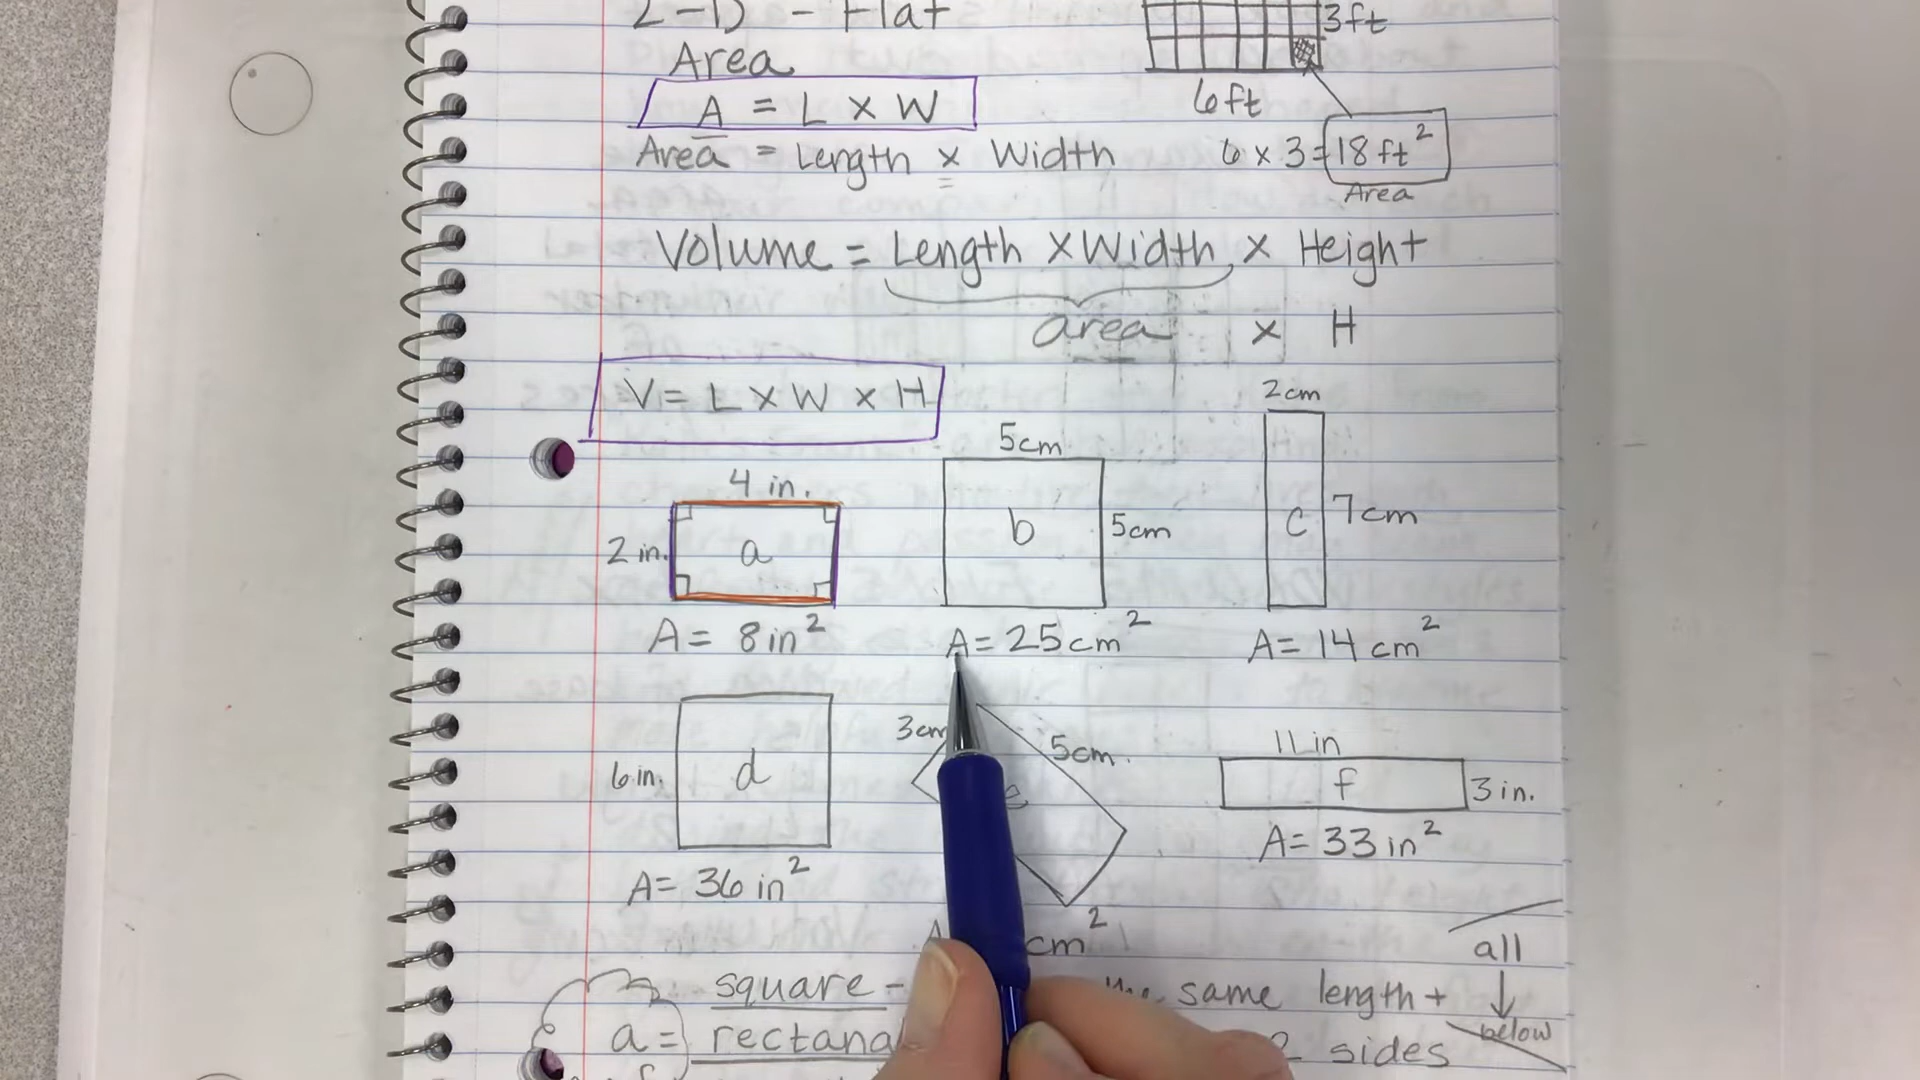 2-D - Flat
3ft
Area
A = L x W
6ft
Area = Length x Width
6 x 3 = 18 ft²
Area
Volume = Length x Width x Height
area x H
V = L x W x H
2cm
5cm
4 in.
2 in. a
b 5cm
c 7cm
A = 8 in²
A = 25 cm²
A = 14 cm²
3cm
5cm.
11 in
6 in. d
e
f 3 in.
A = 33 in²
A = 36 in²
cm²
all
square - same length +
below
a = 2 sides